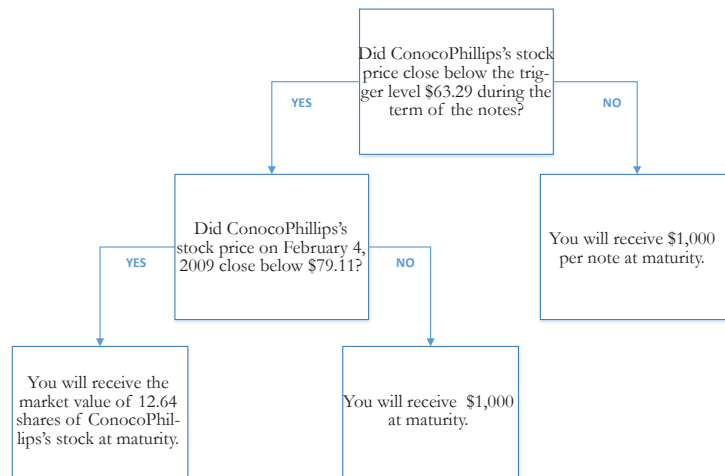 Did ConocoPhillips's stock
price close below the trig-
ger level $63.29 during the
term of the notes?
YES
NO
Did ConocoPhillips's
stock price on February 4,
2009 close below $79.11?
You will receive $1,000
per note at maturity.
YES
NO
You will receive the
market value of 12.64
shares of ConocoPhil-
lips's stock at maturity.
You will receive $1,000
at maturity.